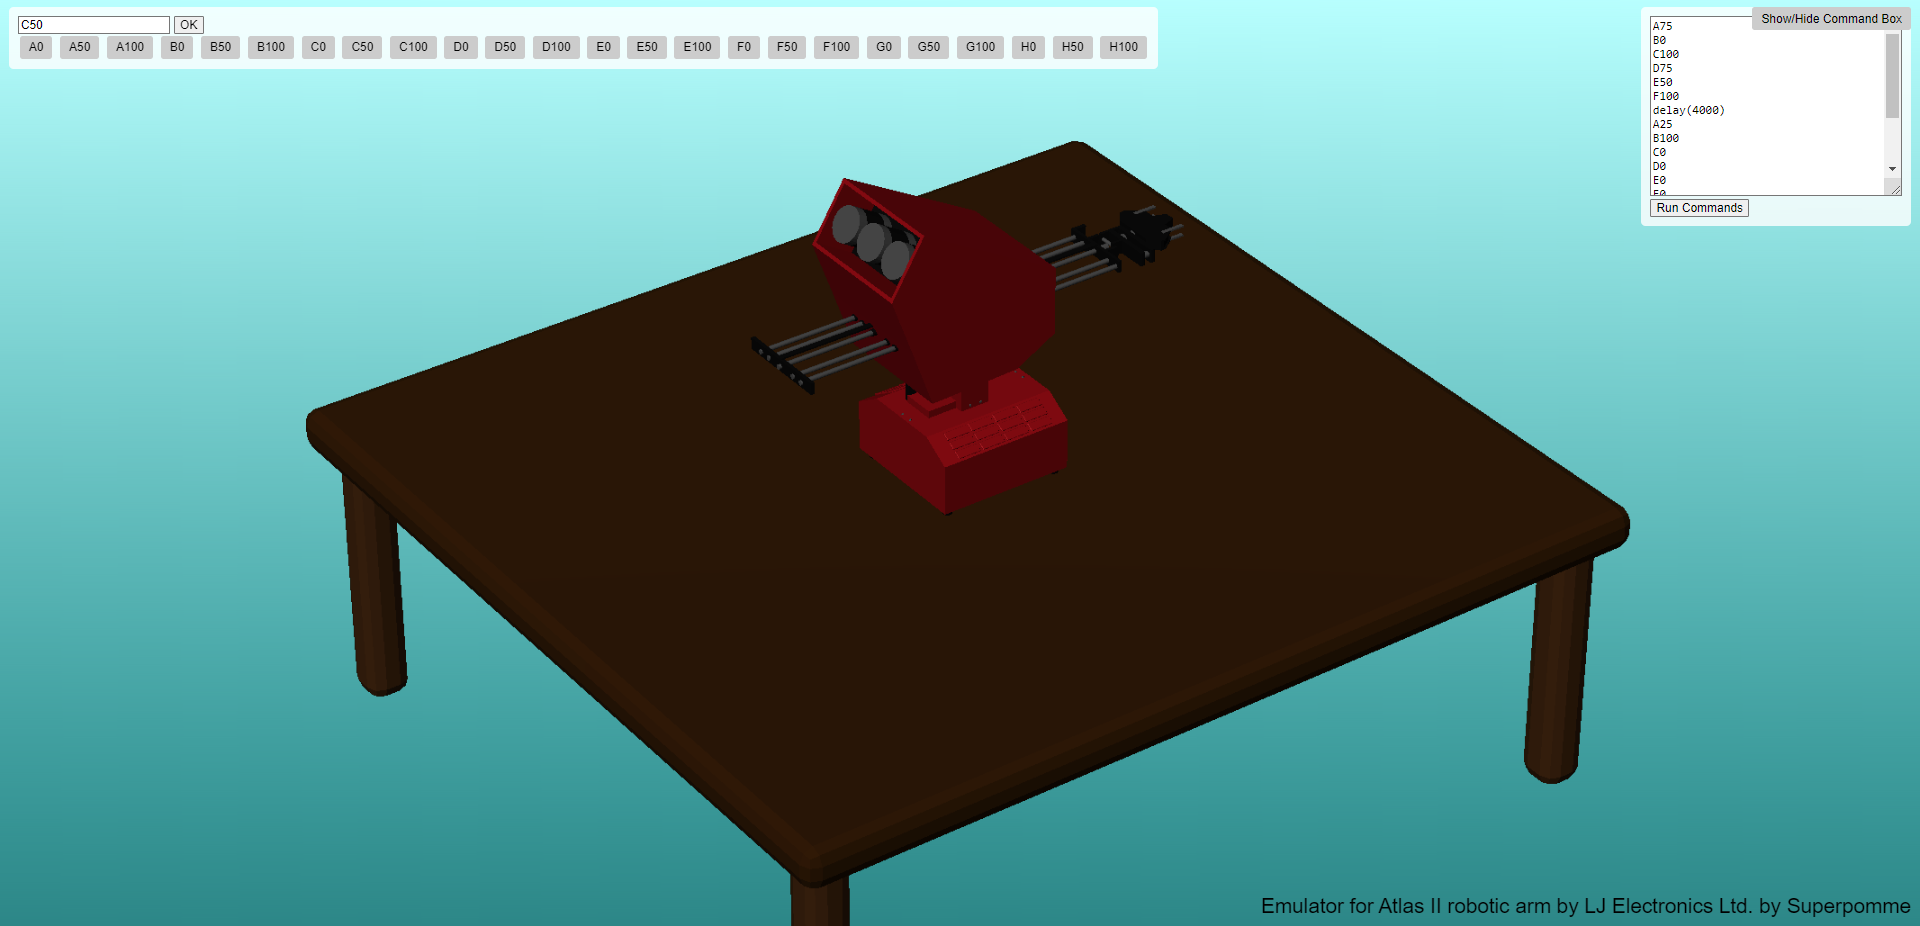 C50 OK
A0 A50 A100 B0 B50 B100 C0 C50 C100 D0 D50 D100 E0 E50 E100 F0 F50 F100 G0 G50 G100 H0 H50 H100
Show/Hide Command Box
A75
B0
C100
D75
E50
F100
delay(4000)
A25
B100
C0
D0
E0
Run Commands
Emulator for Atlas II robotic arm by LJ Electronics Ltd. by Superpomme